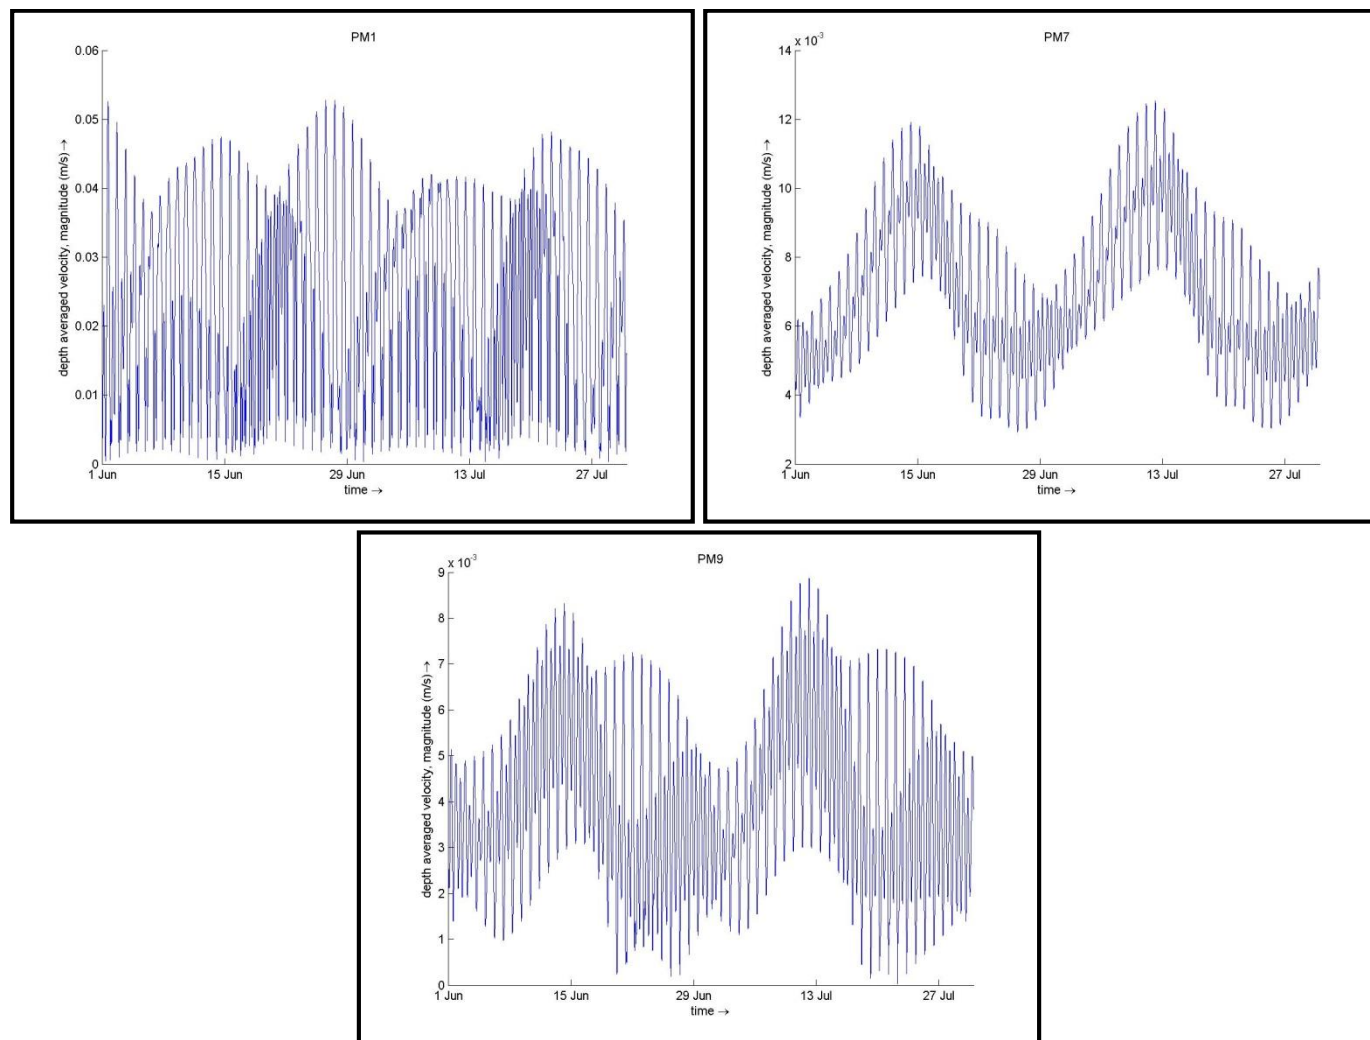 PM1
0.06
0.05
0.04
0.03
0.02
0.01
0
depth averaged velocity, magnitude (m/s) →
1 Jun 15 Jun 29 Jun 13 Jul 27 Jul
time →
PM7
x 10⁻³
14
12
10
8
6
4
2
depth averaged velocity, magnitude (m/s) →
1 Jun 15 Jun 29 Jun 13 Jul 27 Jul
time →
PM9
x 10⁻³
9
8
7
6
5
4
3
2
1
0
depth averaged velocity, magnitude (m/s) →
1 Jun 15 Jun 29 Jun 13 Jul 27 Jul
time →